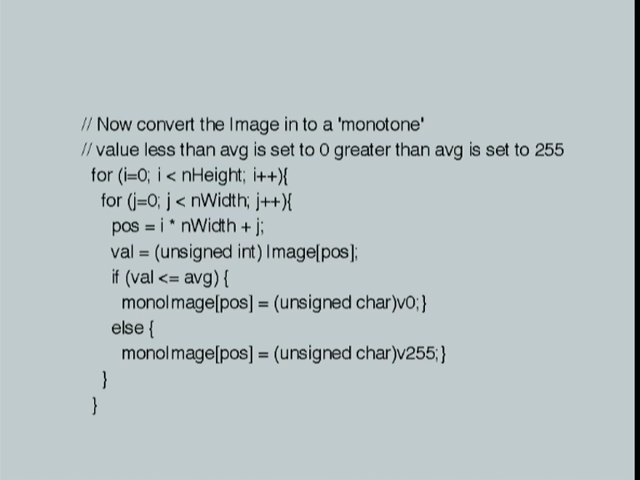 // Now convert the Image in to a 'monotone'
// value less than avg is set to 0 greater than avg is set to 255
for (i=0; i < nHeight; i++){
for (j=0; j < nWidth; j++){
pos = i * nWidth + j;
val = (unsigned int) Image[pos];
if (val <= avg) {
monoImage[pos] = (unsigned char)v0;}
else {
monoImage[pos] = (unsigned char)v255;}
}
}